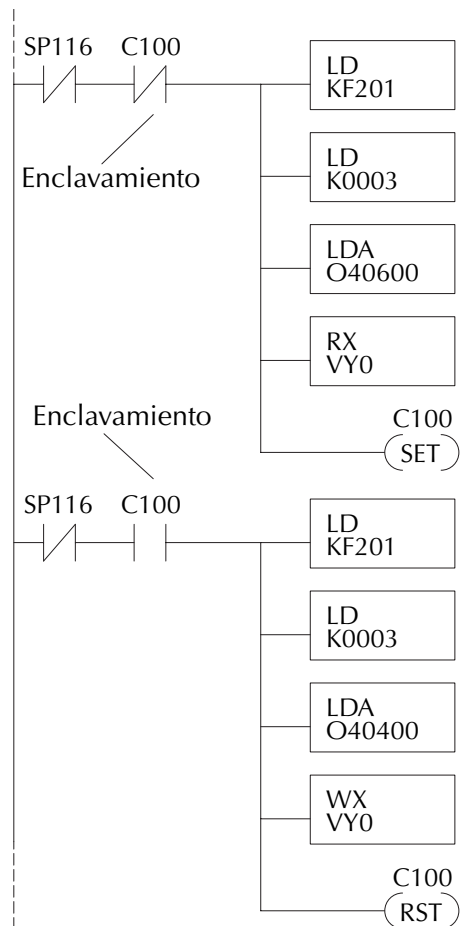 SP116 C100
LD
KF201
Enclavamiento
LD
K0003
LDA
O40600
RX
VY0
C100
SET
Enclavamiento
SP116 C100
LD
KF201
LD
K0003
LDA
O40400
WX
VY0
C100
RST